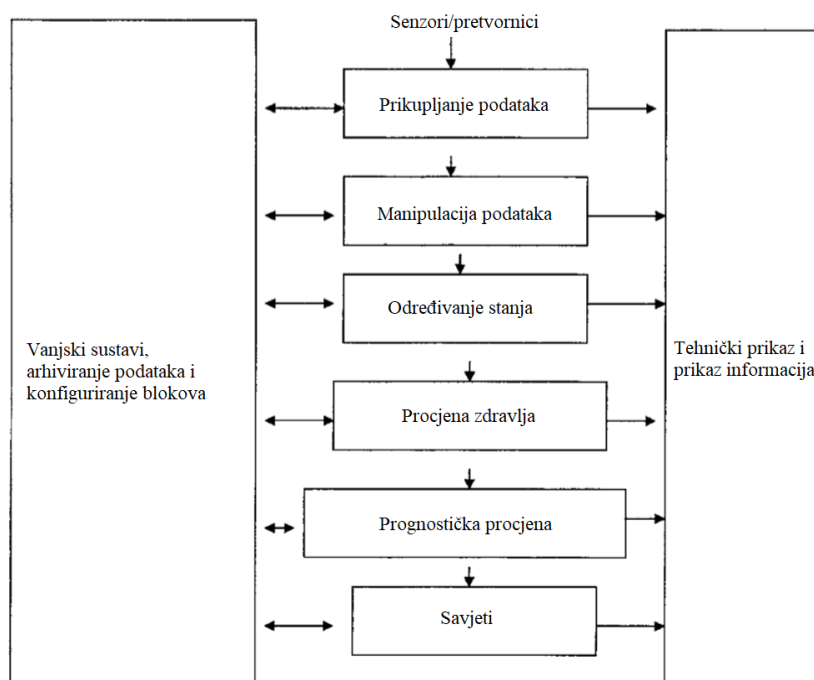 Senzori/pretvornici
Prikupljanje podataka
Manipulacija podataka
Određivanje stanja
Vanjski sustavi,
arhiviranje podataka i
konfiguriranje blokova
Tehnički prikaz i
prikaz informacija
Procjena zdravlja
Prognostička procjena
Savjeti